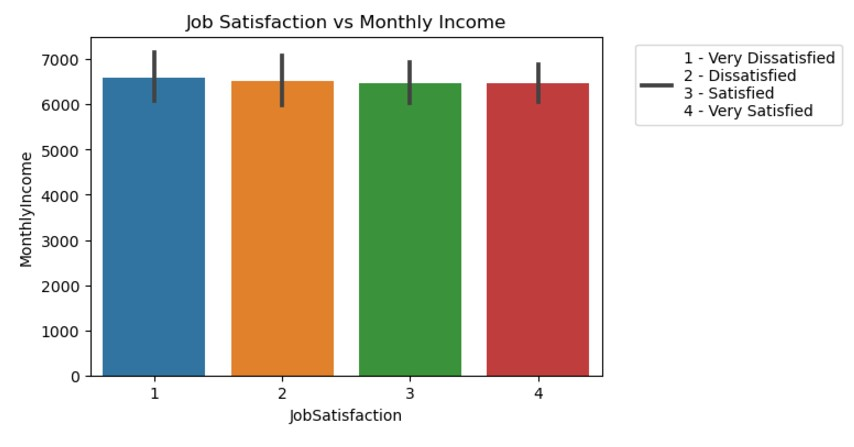 Job Satisfaction vs Monthly Income
7000
6000
5000
4000
3000
2000
1000
0
MonthlyIncome
1
2
3
4
JobSatisfaction
1 - Very Dissatisfied
2 - Dissatisfied
3 - Satisfied
4 - Very Satisfied